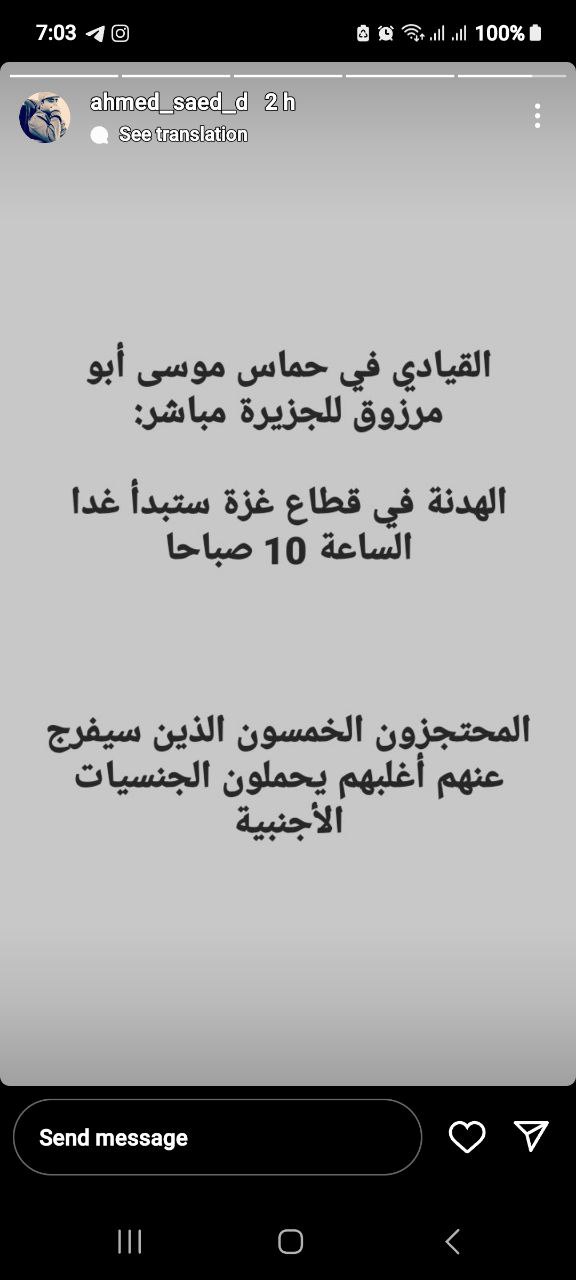 7:03
100%
ahmed_saed_d 2 h
See translation
القيادي في حماس موسى أبو
مرزوق للجزيرة مباشر:
الهدنة في قطاع غزة ستبدأ غدا
الساعة 10 صباحا
المحتجزون الخمسون الذين سيفرج
عنهم أغلبهم يحملون الجنسيات
الأجنبية
Send message